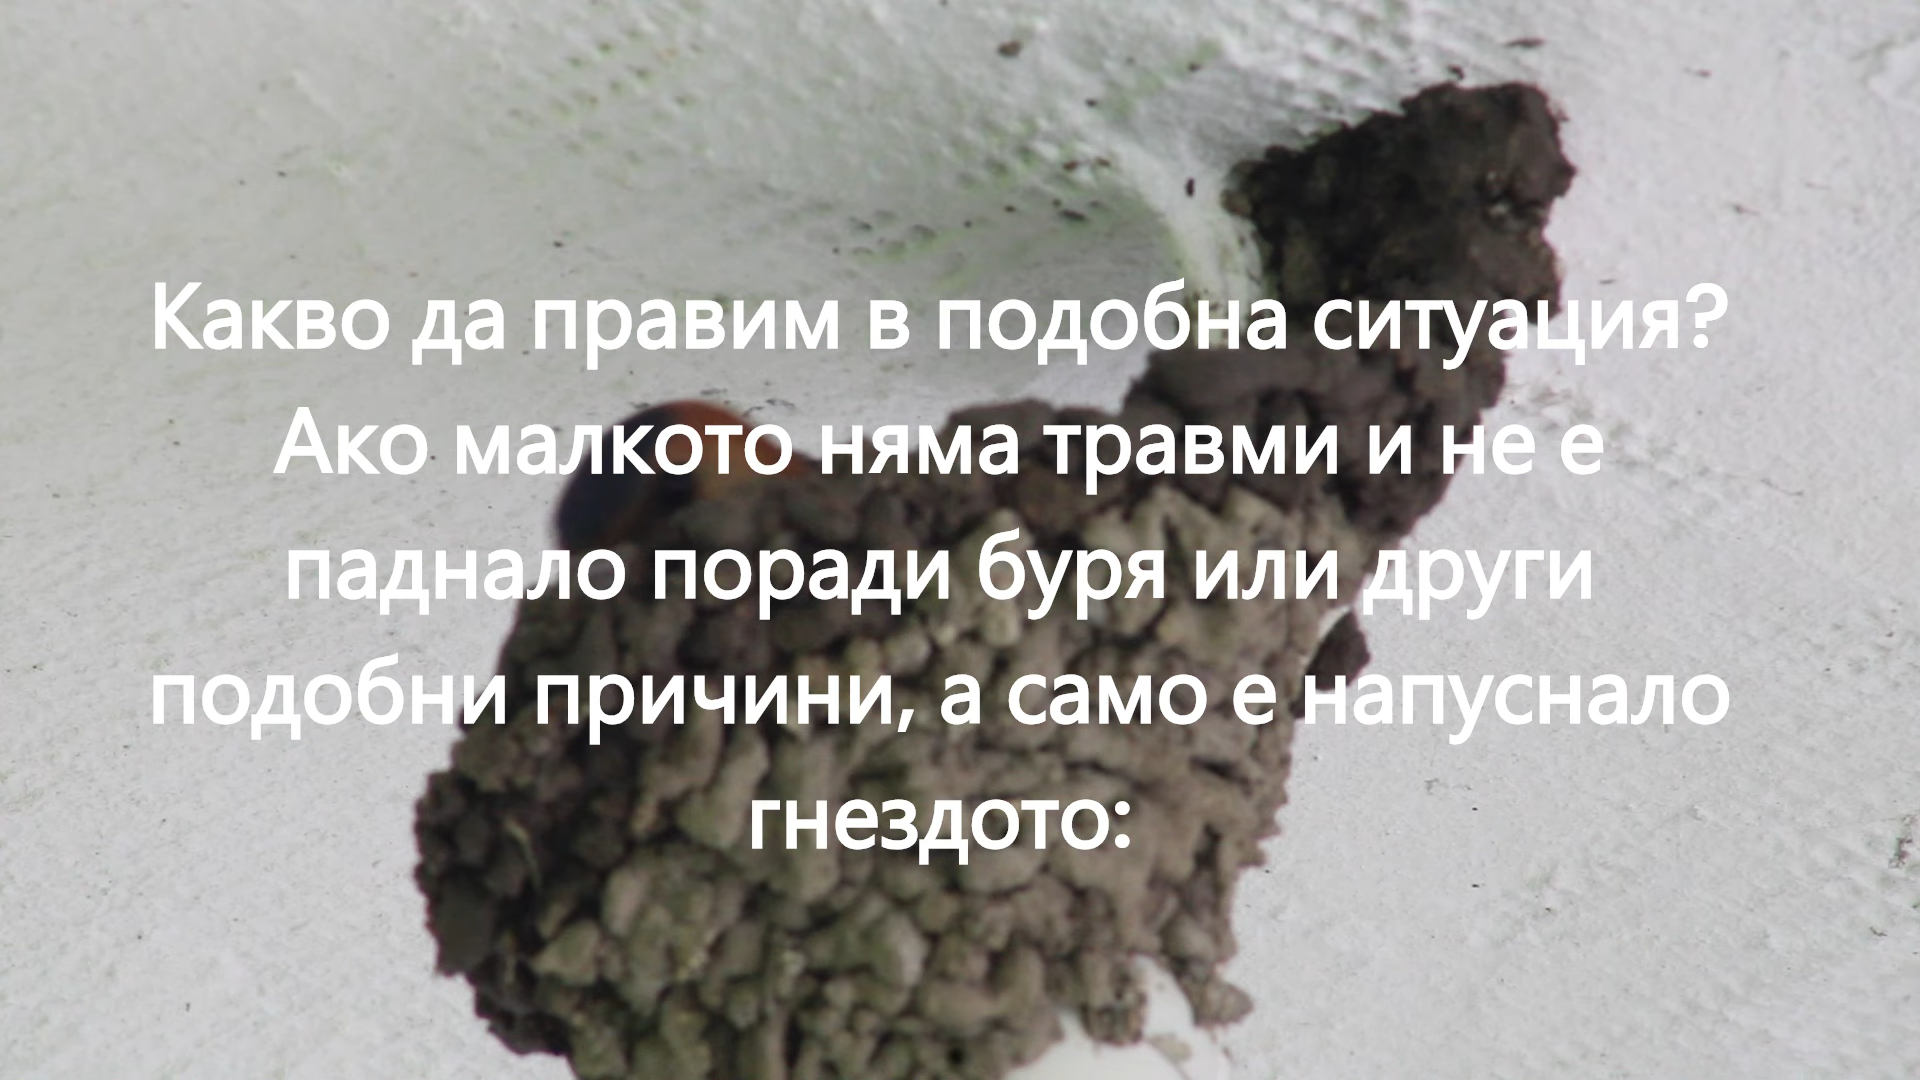 Какво да правим в подобна ситуация?
Ако малкото няма травми и не е
паднало поради буря или други
подобни причини, а само е напуснало
гнездото: